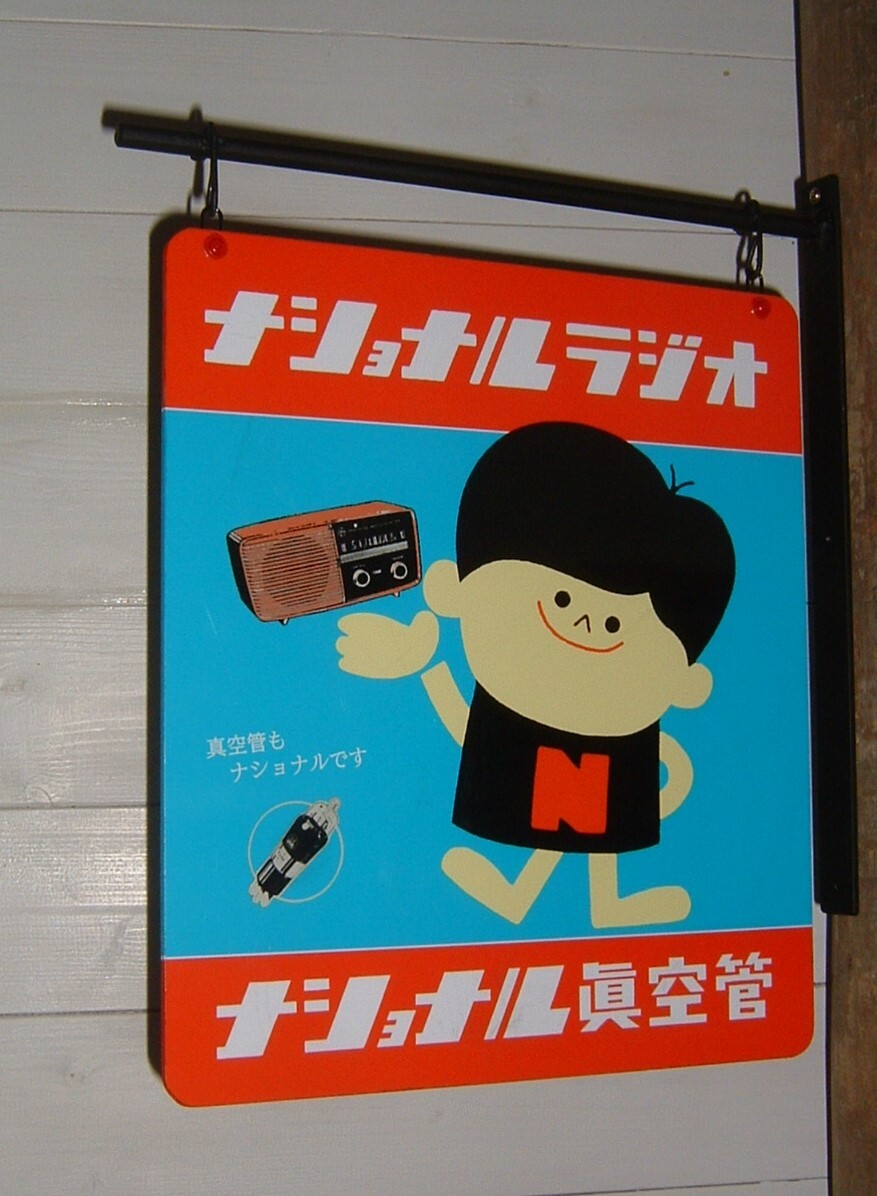 ナショナルラジオ
真空管も
ナショナルです
N
ナショナル眞空管